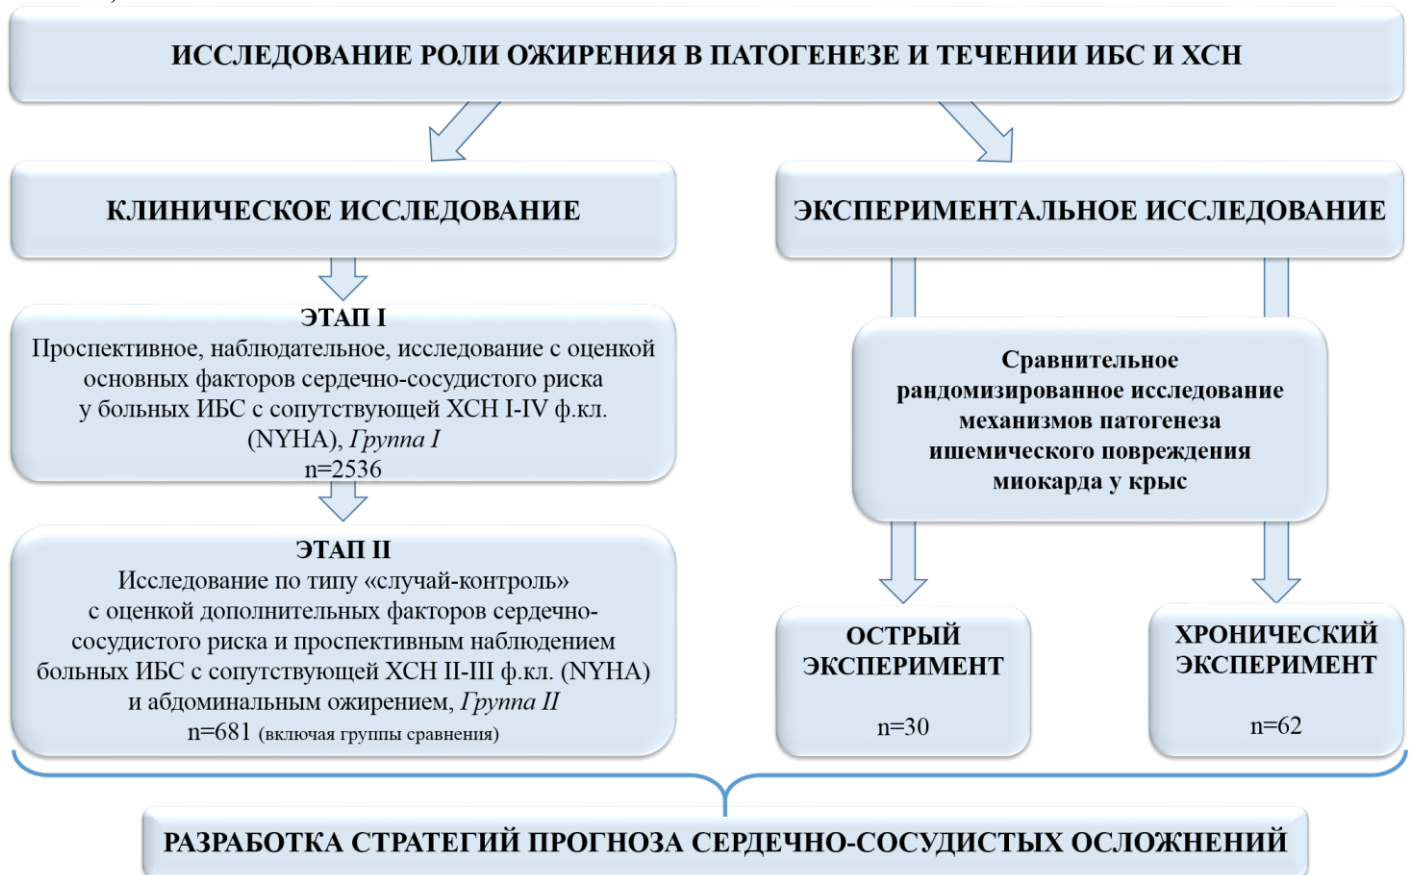 ИССЛЕДОВАНИЕ РОЛИ ОЖИРЕНИЯ В ПАТОГЕНЕЗЕ И ТЕЧЕНИИ ИБС И ХСН
КЛИНИЧЕСКОЕ ИССЛЕДОВАНИЕ
ЭТАП I
Проспективное, наблюдательное, исследование с оценкой
основных факторов сердечно-сосудистого риска
у больных ИБС с сопутствующей ХСН I-IV ф.кл.
(NYHA), Группа I
n=2536
ЭТАП II
Исследование по типу «случай-контроль»
с оценкой дополнительных факторов сердечно-
сосудистого риска и проспективным наблюдением
больных ИБС с сопутствующей ХСН II-III ф.кл. (NYHA)
и абдоминальным ожирением, Группа II
n=681 (включая группы сравнения)
ЭКСПЕРИМЕНТАЛЬНОЕ ИССЛЕДОВАНИЕ
Сравнительное
рандомизированное исследование
механизмов патогенеза
ишемического повреждения
миокарда у крыс
ОСТРЫЙ
ЭКСПЕРИМЕНТ
n=30
ХРОНИЧЕСКИЙ
ЭКСПЕРИМЕНТ
n=62
РАЗРАБОТКА СТРАТЕГИЙ ПРОГНОЗА СЕРДЕЧНО-СОСУДИСТЫХ ОСЛОЖНЕНИЙ